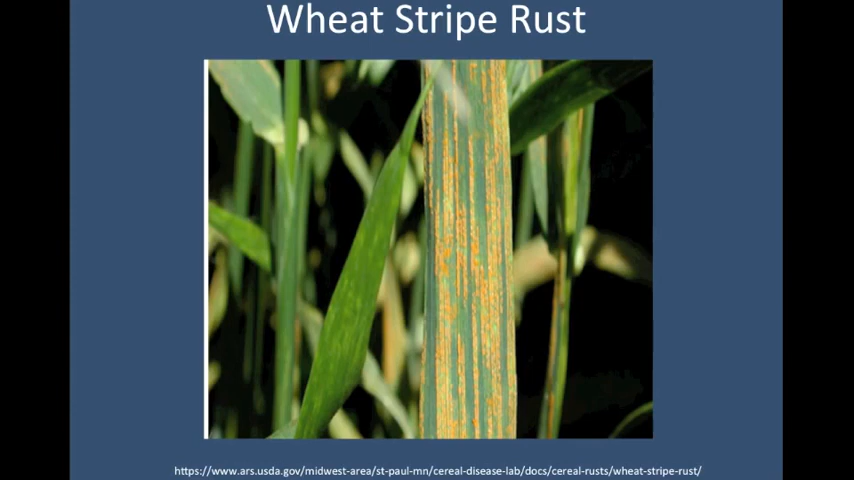 Wheat Stripe Rust
https://www.ars.usda.gov/midwest-area/st-paul-mn/cereal-disease-lab/docs/cereal-rusts/wheat-stripe-rust/